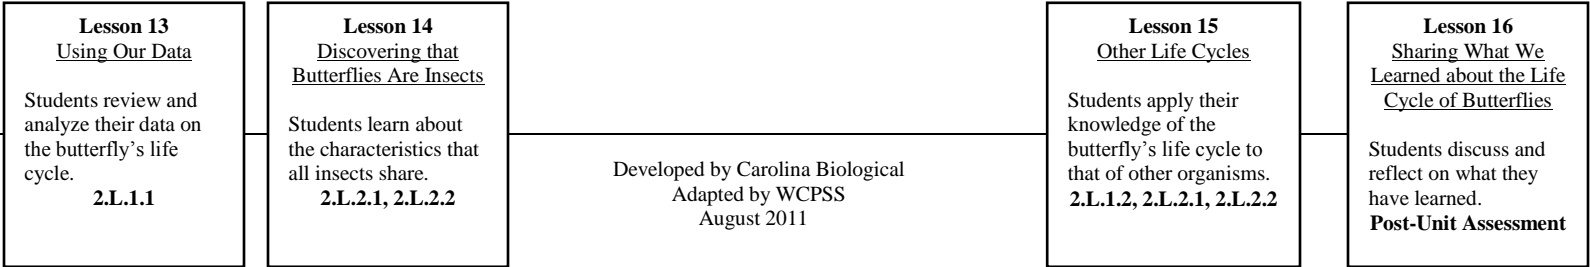 Lesson 13
Using Our Data
Students review and
analyze their data on
the butterfly's life
cycle.
2.L.1.1
Lesson 14
Discovering that
Butterflies Are Insects
Students learn about
the characteristics that
all insects share.
2.L.2.1, 2.L.2.2
Developed by Carolina Biological
Adapted by WCPSS
August 2011
Lesson 15
Other Life Cycles
Students apply their
knowledge of the
butterfly's life cycle to
that of other organisms.
2.L.1.2, 2.L.2.1, 2.L.2.2
Lesson 16
Sharing What We
Learned about the Life
Cycle of Butterflies
Students discuss and
reflect on what they
have learned.
Post-Unit Assessment